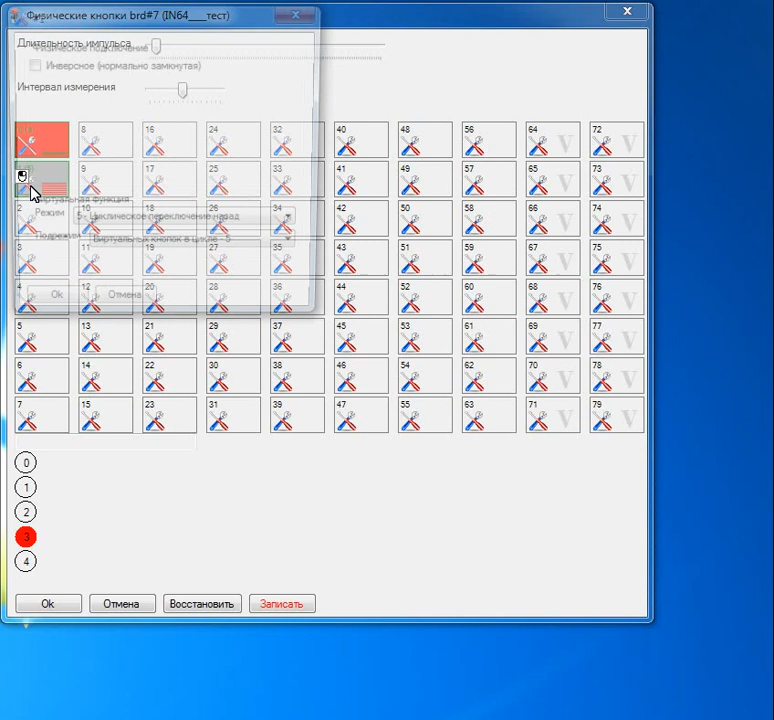 Физические кнопки brd#7 (IN64___тест)
Длительность импульса
Физическое подключение
Инверсное (нормально замкнутая)
Интервал измерения
8 16 24 32 40 48 56 64 V 72 V
9 17 25 33 41 49 57 65 V 73 V
Виртуальная функция
Режим 5 - Циклическое переключение назад
2 10 18 26 34 42 50 58 66 V 74 V
Подрежим Виртуальных кнопок в цикле - 5
3 11 19 27 35 43 51 59 67 V 75 V
4 12 20 28 36 44 52 60 68 V 76 V
Ok Отмена
5 13 21 29 37 45 53 61 69 V 77 V
6 14 22 30 38 46 54 62 70 V 78 V
7 15 23 31 39 47 55 63 71 V 79 V
0
1
2
3
4
Ok Отмена Восстановить Записать